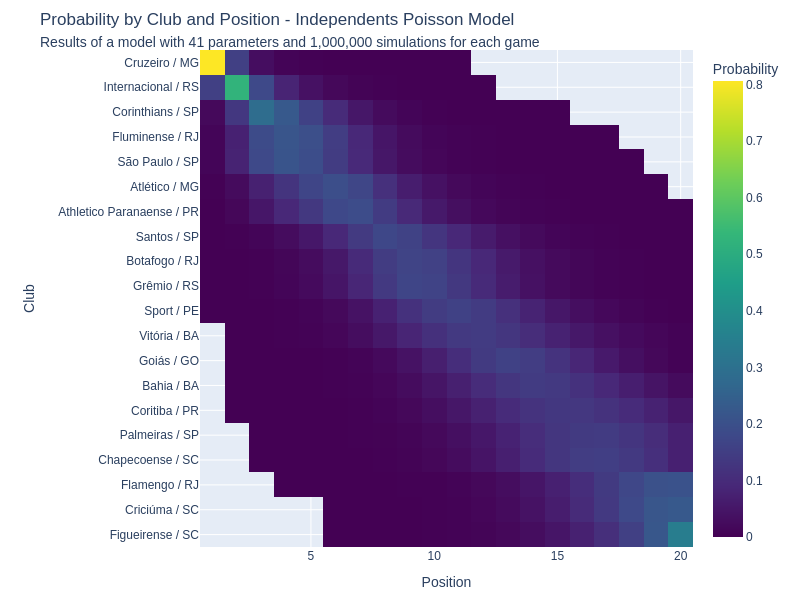 Probability by Club and Position - Independents Poisson Model
Results of a model with 41 parameters and 1,000,000 simulations for each game
Cruzeiro / MG
Internacional / RS
Corinthians / SP
Fluminense / RJ
São Paulo / SP
Atlético / MG
Athletico Paranaense / PR
Santos / SP
Botafogo / RJ
Grêmio / RS
Sport / PE
Vitória / BA
Goiás / GO
Bahia / BA
Coritiba / PR
Palmeiras / SP
Chapecoense / SC
Flamengo / RJ
Criciúma / SC
Figueirense / SC
Club
5
10
15
20
Position
Probability
0.8
0.7
0.6
0.5
0.4
0.3
0.2
0.1
0